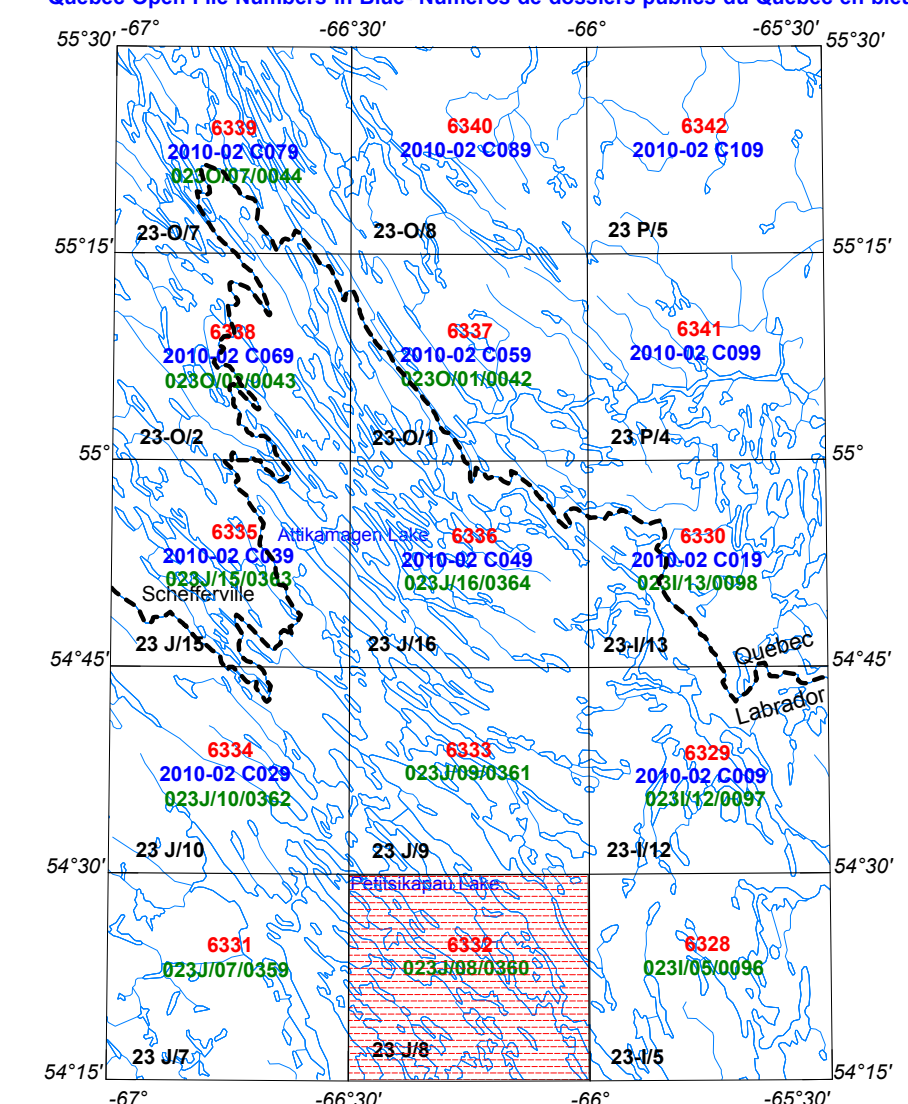 Québec Open File Numbers in Blue- Numéros de dossiers publics du Québec en bleu
-67° -66°30' -66° -65°30'
55°30' 55°30'
6339 6340 6342
2010-02 C079 2010-02 C089 2010-02 C109
023O/07/0044
23-O/7 23-O/8 23 P/5
55°15' 55°15'
6338 6337 6341
2010-02 C069 2010-02 C059 2010-02 C099
023O/02/0043 023O/01/0042
23-O/2 23-O/1 23 P/4
55° 55°
6335 Attikamagen Lake 6336 6330
2010-02 C039 2010-02 C049 2010-02 C019
023J/15/0363 023J/16/0364 023I/13/0098
Schefferville
23 J/15 23 J/16 23-I/13
Québec
54°45' 54°45'
Labrador
6334 6333 6329
2010-02 C029 2010-02 C009
023J/10/0362 023J/09/0361 023I/12/0097
23 J/10 23 J/9 23-I/12
54°30' 54°30'
Petitsikapau Lake
6331 6332 6328
023J/07/0359 023J/08/0360 023I/05/0096
23 J/7 23 J/8 23-I/5
54°15' 54°15'
-67° -66°30' -66° -65°30'